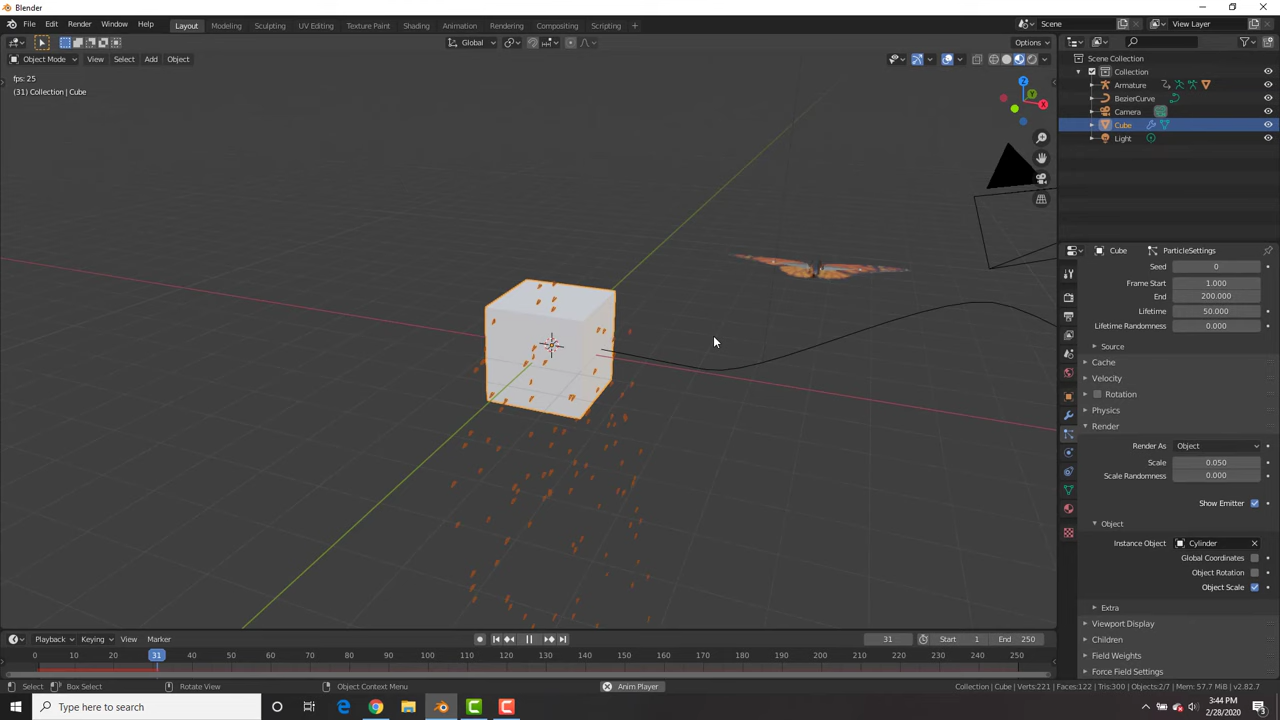 Blender
File Edit Render Window Help Layout Modeling Sculpting UV Editing Texture Paint Shading Animation Rendering Compositing Scripting + Scene View Layer
Global Options
Object Mode View Select Add Object
fps: 25
(31) Collection | Cube
Z
Y
X
Scene Collection
Collection
Armature
BezierCurve
Camera
Cube
Light
Cube ParticleSettings
Seed 0
Frame Start 1.000
End 200.000
Lifetime 50.000
Lifetime Randomness 0.000
Source
Cache
Velocity
Rotation
Physics
Render
Render As Object
Scale 0.050
Scale Randomness 0.000
Show Emitter
Object
Instance Object Cylinder
Global Coordinates
Object Rotation
Object Scale
Extra
Viewport Display
Children
Field Weights
Force Field Settings
Playback Keying View Marker 31 Start 1 End 250
0 10 20 31 40 50 60 70 80 90 100 110 120 130 140 150 160 170 180 190 200 210 220 230 240 250
Select Box Select Rotate View Object Context Menu Anim Player Collection | Cube | Verts:221 | Faces:122 | Tris:300 | Objects:2/7 | Mem: 57.7 MiB | v2.82.7
Type here to search
3:44 PM
2/28/2020
3